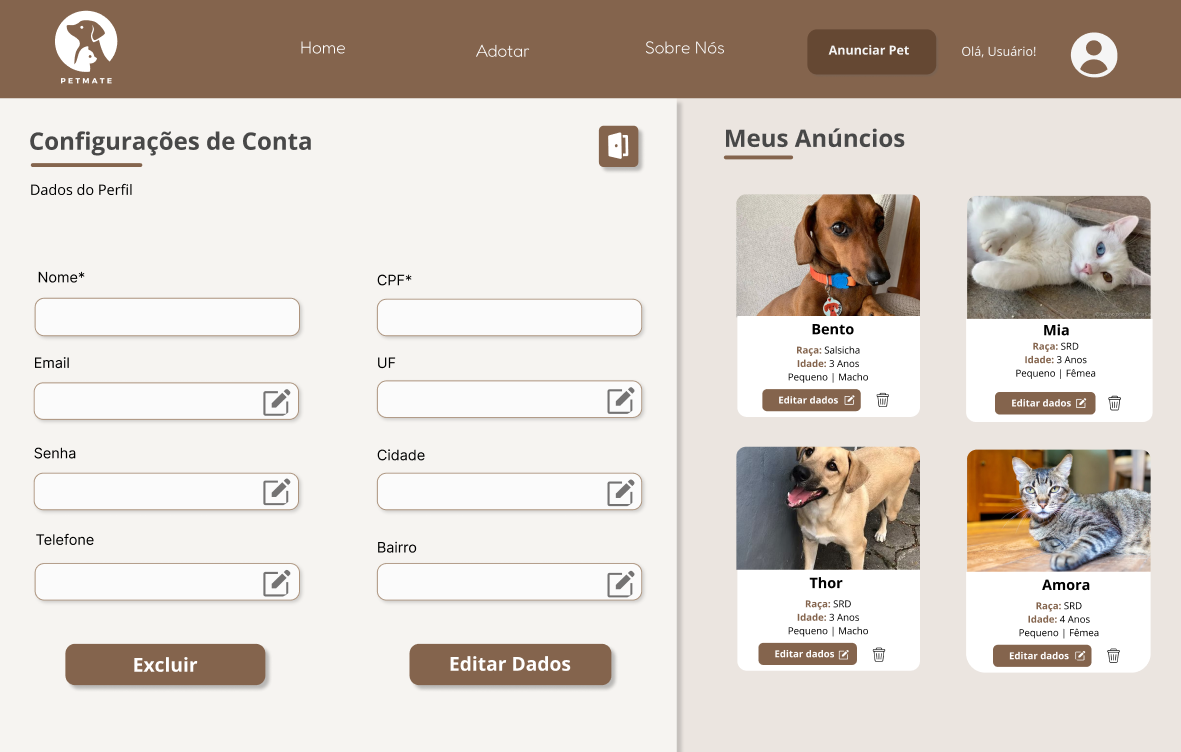 PETMATE
Home
Adotar
Sobre Nós
Anunciar Pet
Olá, Usuário!
Configurações de Conta
Dados do Perfil
Nome*
CPF*
Email
UF
Senha
Cidade
Telefone
Bairro
Excluir
Editar Dados
Meus Anúncios
Bento
Raça: Salsicha
Idade: 3 Anos
Pequeno | Macho
Editar dados
Mia
Raça: SRD
Idade: 3 Anos
Pequeno | Fêmea
Editar dados
Thor
Raça: SRD
Idade: 3 Anos
Pequeno | Macho
Editar dados
Amora
Raça: SRD
Idade: 4 Anos
Pequeno | Fêmea
Editar dados